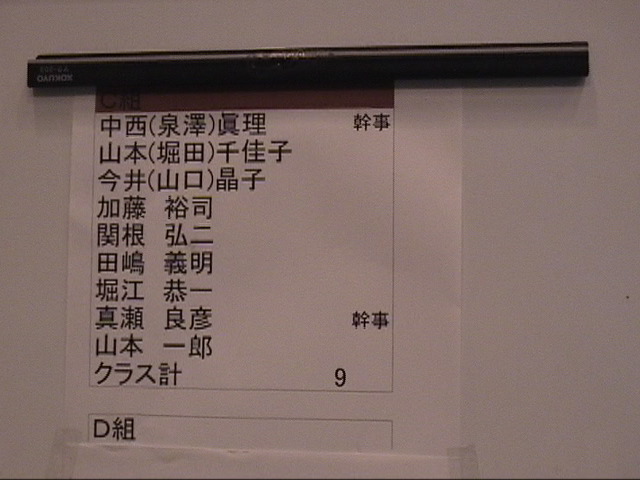 KOKUYO
C組
中西(泉澤)眞理 幹事
山本(堀田)千佳子
今井(山口)晶子
加藤 裕司
関根 弘二
田嶋 義明
堀江 恭一
真瀬 良彦 幹事
山本 一郎
クラス計 9
D組